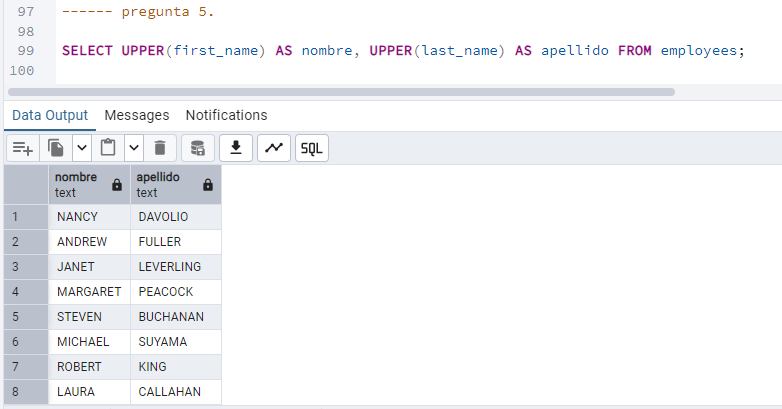 97 ------ pregunta 5.
98
99 SELECT UPPER(first_name) AS nombre, UPPER(last_name) AS apellido FROM employees;
100
Data Output Messages Notifications
SQL
nombre apellido
text text
1 NANCY DAVOLIO
2 ANDREW FULLER
3 JANET LEVERLING
4 MARGARET PEACOCK
5 STEVEN BUCHANAN
6 MICHAEL SUYAMA
7 ROBERT KING
8 LAURA CALLAHAN